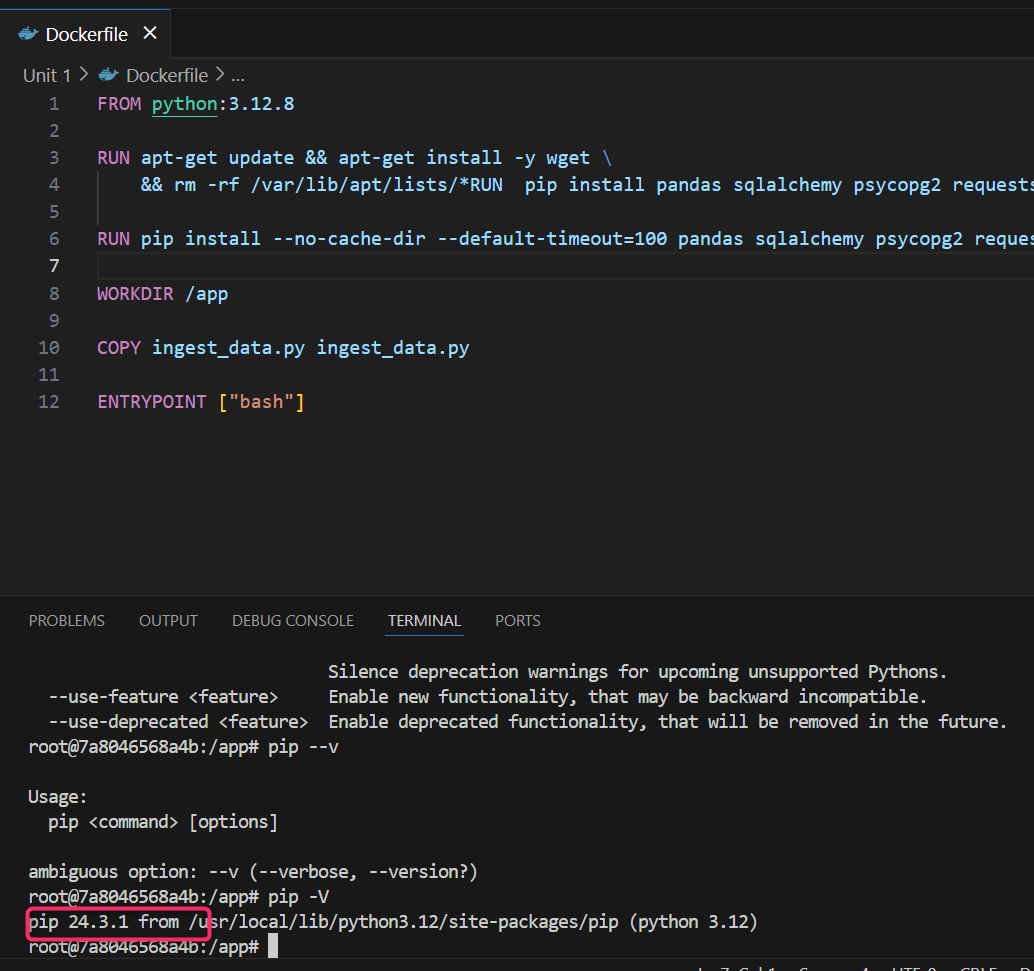 Dockerfile
Unit 1 > Dockerfile > ...
1 FROM python:3.12.8
2
3 RUN apt-get update && apt-get install -y wget \
4 && rm -rf /var/lib/apt/lists/*RUN  pip install pandas sqlalchemy psycopg2 requests
5
6 RUN pip install --no-cache-dir --default-timeout=100 pandas sqlalchemy psycopg2 reques
7
8 WORKDIR /app
9
10 COPY ingest_data.py ingest_data.py
11
12 ENTRYPOINT ["bash"]
PROBLEMS OUTPUT DEBUG CONSOLE TERMINAL PORTS
Silence deprecation warnings for upcoming unsupported Pythons.
--use-feature <feature> Enable new functionality, that may be backward incompatible.
--use-deprecated <feature> Enable deprecated functionality, that will be removed in the future.
root@7a8046568a4b:/app# pip --v
Usage:
pip <command> [options]
ambiguous option: --v (--verbose, --version?)
root@7a8046568a4b:/app# pip -V
pip 24.3.1 from /usr/local/lib/python3.12/site-packages/pip (python 3.12)
root@7a8046568a4b:/app#